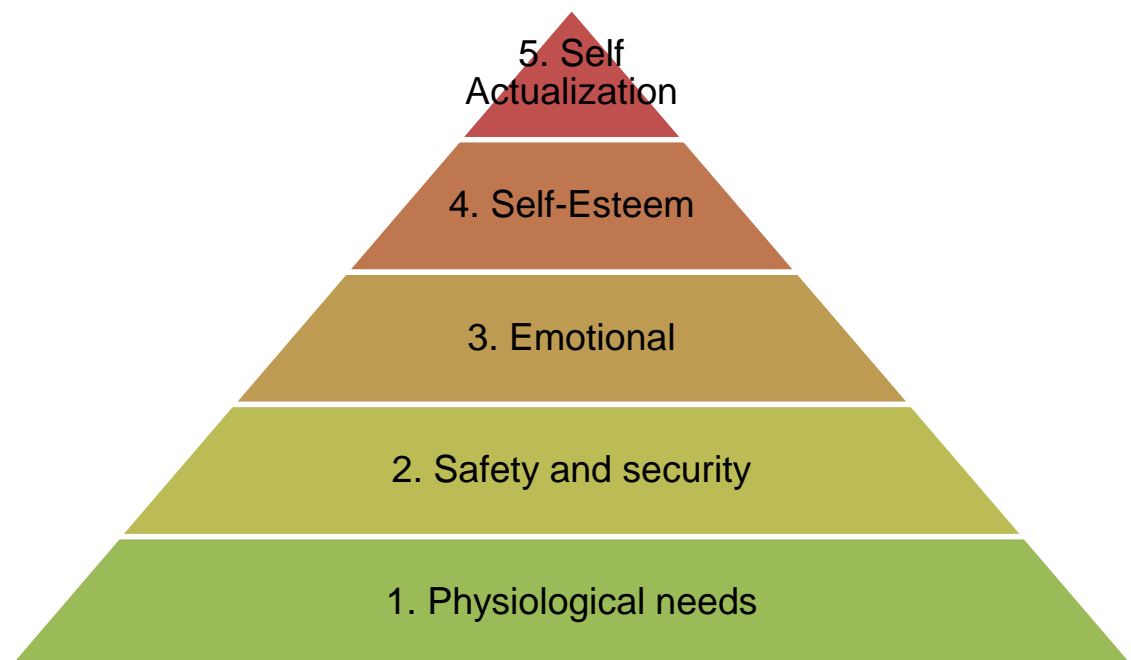 5. Self
Actualization
4. Self-Esteem
3. Emotional
2. Safety and security
1. Physiological needs